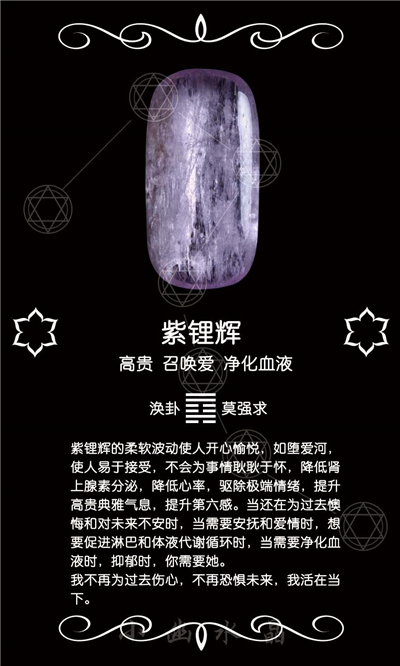 紫锂辉
高贵 召唤爱 净化血液
涣卦 莫强求
紫锂辉的柔软波动使人开心愉悦，如堕爱河，
使人易于接受，不会为事情耿耿于怀，降低肾
上腺素分泌，降低心率，驱除极端情绪，提升
高贵典雅气息，提升第六感。当还在为过去懊
悔和对未来不安时，当需要安抚和爱情时，想
要促进淋巴和体液代谢循环时，当需要净化血
液时，抑郁时，你需要她。
我不再为过去伤心，不再恐惧未来，我活在当
下。
小幽水晶